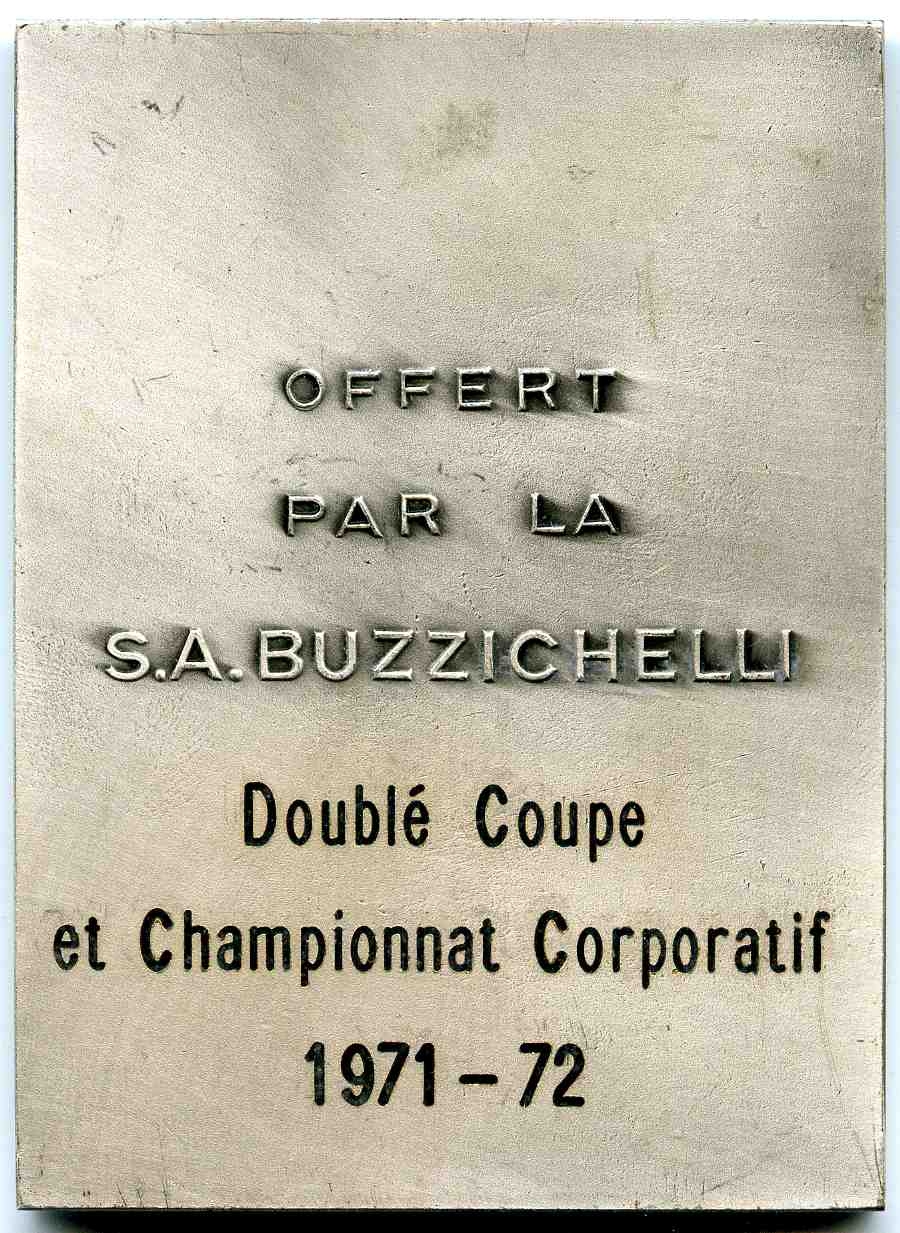 OFFERT
PAR LA
S.A.BUZZICHELLI
Doublé Coupe
et Championnat Corporatif
1971-72